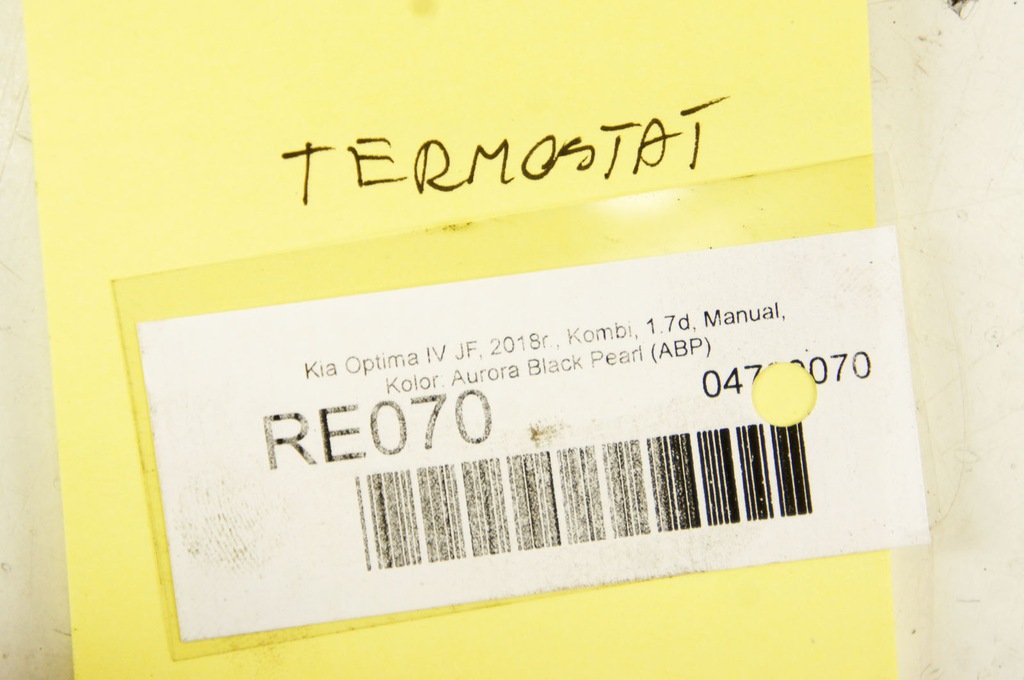 TERMOSTAT
Kia Optima IV JF, 2018r., Kombi, 1.7d, Manual,
Kolor: Aurora Black Pearl (ABP)
RE070